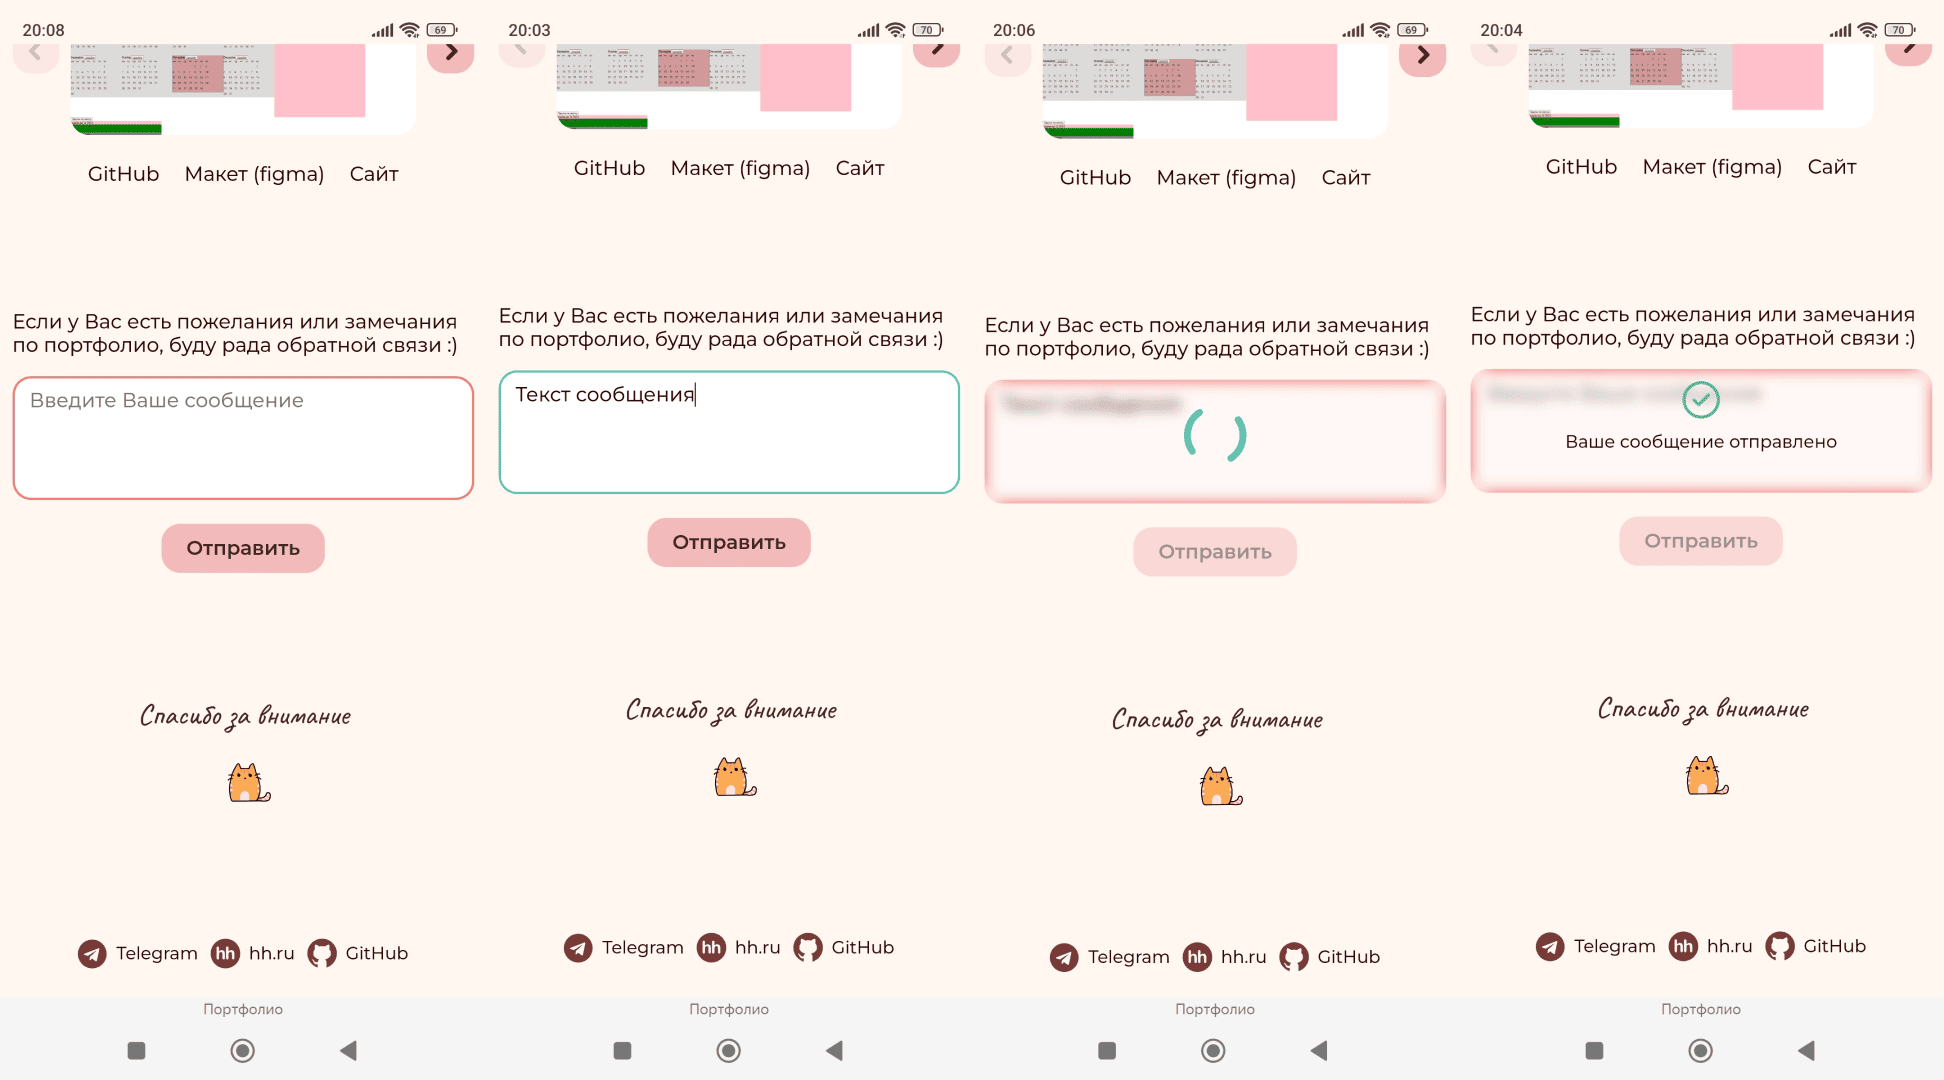 20:08
69
GitHub Макет (figma) Сайт
Если у Вас есть пожелания или замечания
по портфолио, буду рада обратной связи :)
Введите Ваше сообщение
Отправить
Спасибо за внимание
Telegram hh hh.ru GitHub
Портфолио
20:03
70
GitHub Макет (figma) Сайт
Если у Вас есть пожелания или замечания
по портфолио, буду рада обратной связи :)
Текст сообщения
Отправить
Спасибо за внимание
Telegram hh hh.ru GitHub
Портфолио
20:06
69
GitHub Макет (figma) Сайт
Если у Вас есть пожелания или замечания
по портфолио, буду рада обратной связи :)
Отправить
Спасибо за внимание
Telegram hh hh.ru GitHub
Портфолио
20:04
70
GitHub Макет (figma) Сайт
Если у Вас есть пожелания или замечания
по портфолио, буду рада обратной связи :)
Ваше сообщение отправлено
Отправить
Спасибо за внимание
Telegram hh hh.ru GitHub
Портфолио